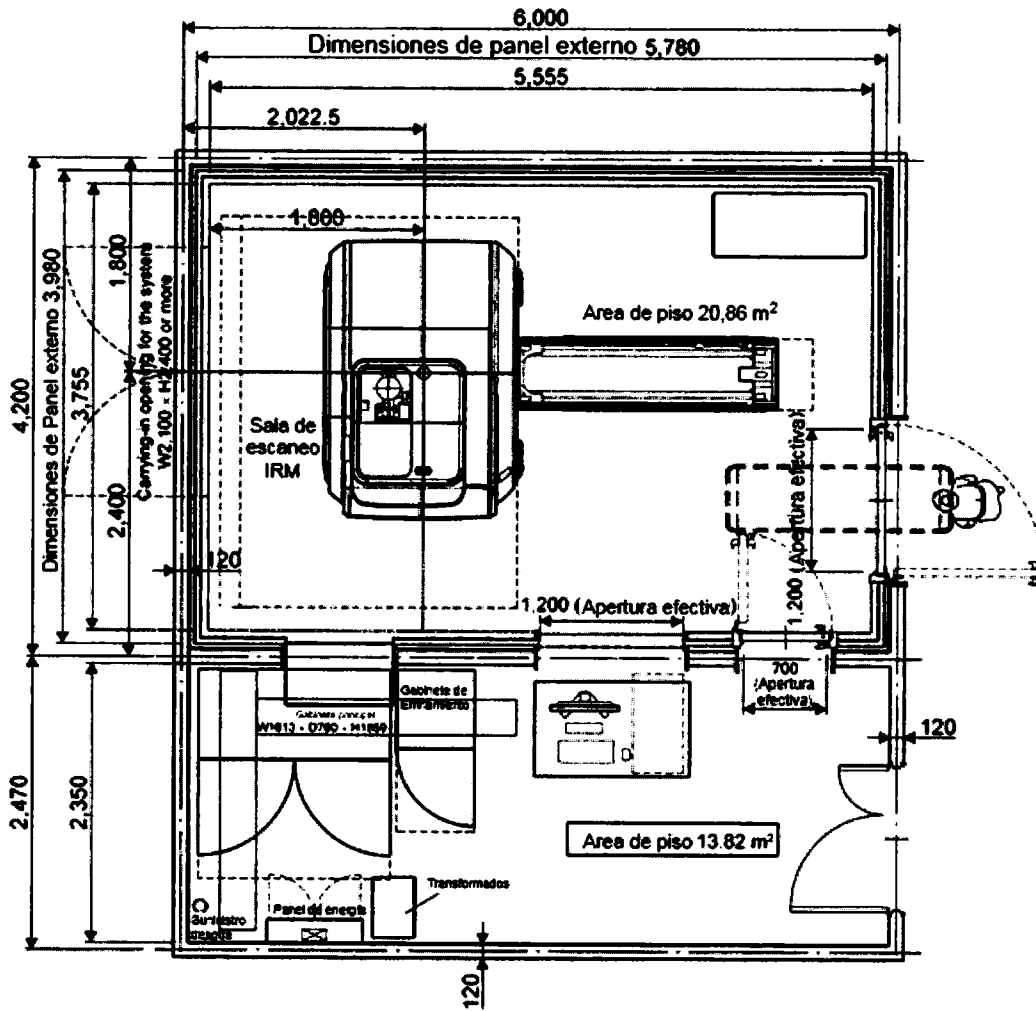 6,000
Dimensiones de panel externo 5,780
5,555
2,022.5
1,800
4,200
Dimensiones de Panel externo 3,980
3,755
1,800
2,400
Carrying-in opening for the system
W2,100 × H2,400 or more
120
Area de piso 20,86 m²
Sala de
escaneo
IRM
1,200 (Apertura efectiva)
1,200 (Apertura efectiva)
700
(Apertura
efectiva)
Gabinete de
Gabinete principal
120
2,470
2,350
Area de piso 13.82 m²
Transformados
Panel de energia
120